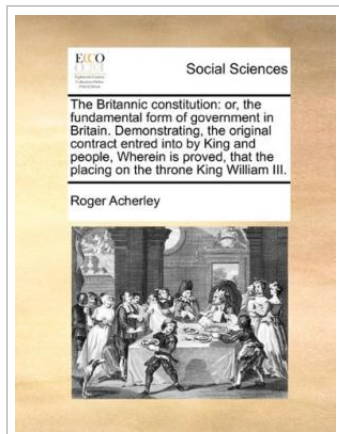 ECCO
Social Sciences
The Britannic constitution: or, the
fundamental form of government in
Britain. Demonstrating, the original
contract entred into by King and
people, Wherein is proved, that the
placing on the throne King William III.
Roger Acherley